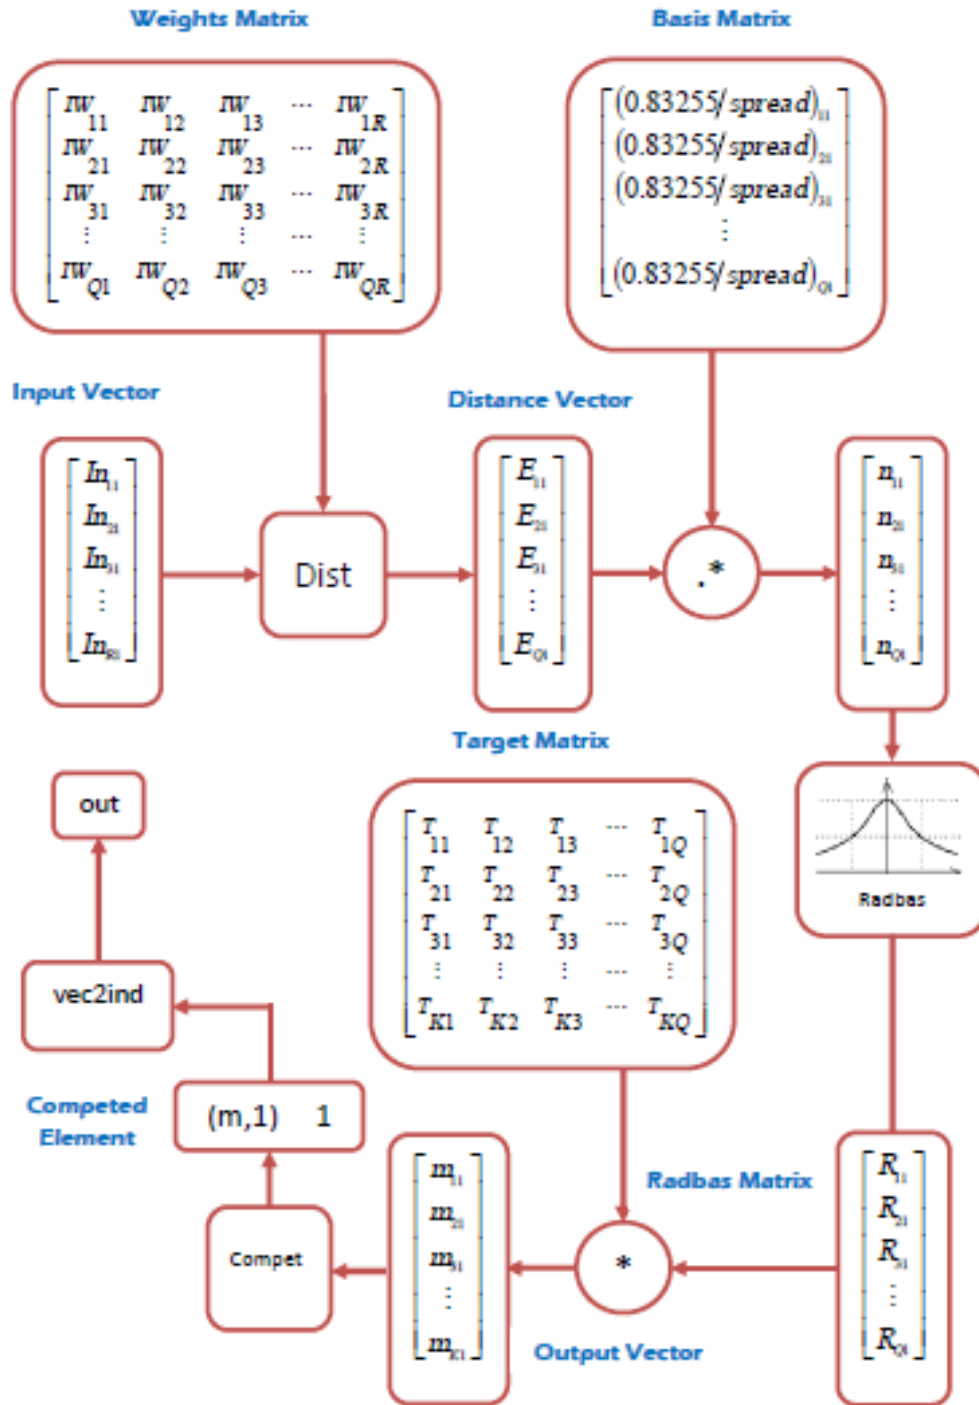 Weights Matrix
Basis Matrix
IW11 IW12 IW13 ... IW1R
IW21 IW22 IW23 ... IW2R
IW31 IW32 IW33 ... IW3R
⋮ ⋮ ⋮ ... ⋮
IWQ1 IWQ2 IWQ3 ... IWQR
(0.83255/spread)11
(0.83255/spread)21
(0.83255/spread)31
⋮
(0.83255/spread)Q1
Input Vector
Distance Vector
In11
In21
In31
⋮
InR1
Dist
E11
E21
E31
⋮
EQ1
.*
n11
n21
n31
⋮
nQ1
Target Matrix
out
T11 T12 T13 ... T1Q
T21 T22 T23 ... T2Q
T31 T32 T33 ... T3Q
⋮ ⋮ ⋮ ... ⋮
TK1 TK2 TK3 ... TKQ
Radbas
vec2ind
Competed
Element
(m,1) 1
Radbas Matrix
Compet
m11
m21
m31
⋮
mK1
*
R11
R21
R31
⋮
RQ1
Output Vector